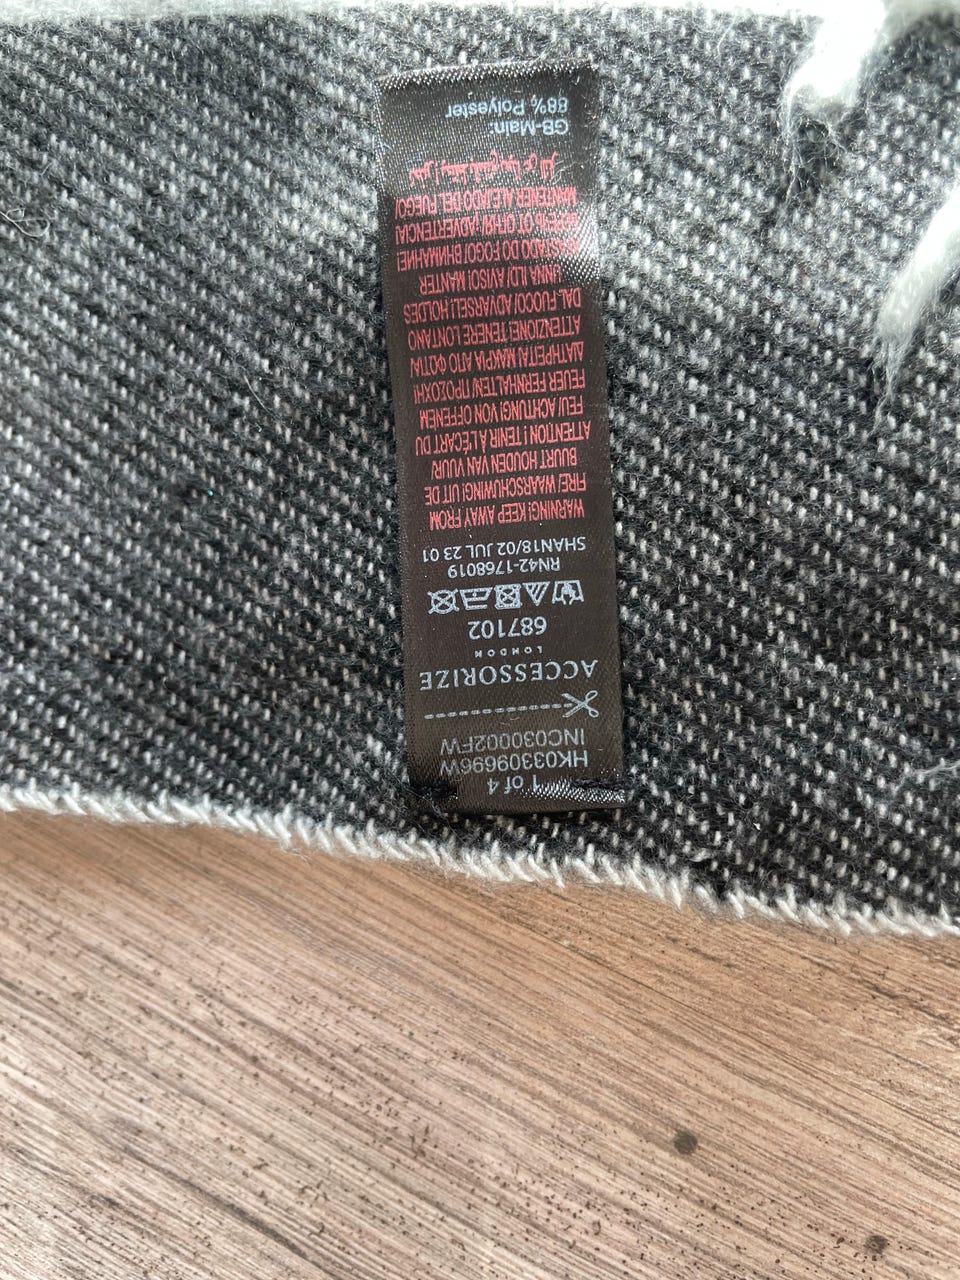 1 of 4
HK03309696W
INC030002FW
ACCESSORIZE
LONDON
687102
RN42-1768019
SHAN18/02 JUL 23 01
WARNING! KEEP AWAY FROM
FIRE/ WAARSCHUWING! UIT DE
BUURT HOUDEN VAN VUUR/
ATTENTION ! TENIR À L'ÉCART DU
FEU/ ACHTUNG! VON OFFENEM
FEUER FERNHALTEN/ ΠΡΟΣΟΧΗ!
ΜΑΚΡΙΑ ΑΠΟ ΦΩΤΙΑ/
ATTENZIONE! TENERE LONTANO
DAL FUOCO/ ADVARSEL! HOLDES
UNNA ILD/ AVISO! MANTER
AFASTADO DO FOGO/ ВНИМАНИЕ!
БЕРЕЧЬ ОТ ОГНЯ/ ADVERTENCIA!
MANTENER ALEJADO DEL FUEGO/
GB-Main:
88% Polyester